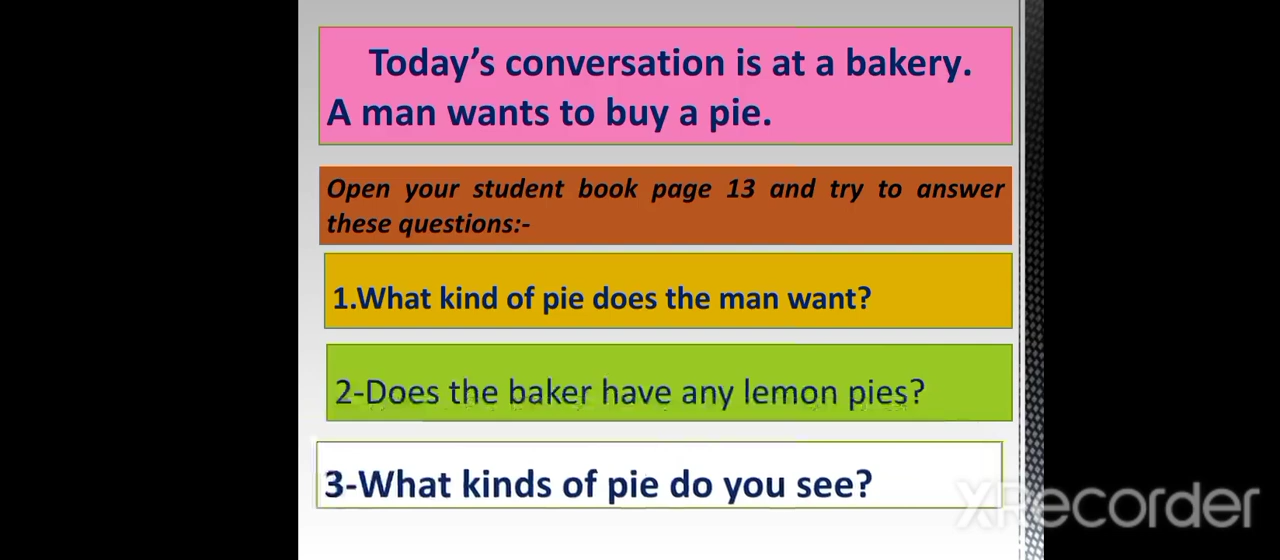 Today’s conversation is at a bakery.
A man wants to buy a pie.
Open your student book page 13 and try to answer
these questions:-
1.What kind of pie does the man want?
2-Does the baker have any lemon pies?
3-What kinds of pie do you see?
XRecorder